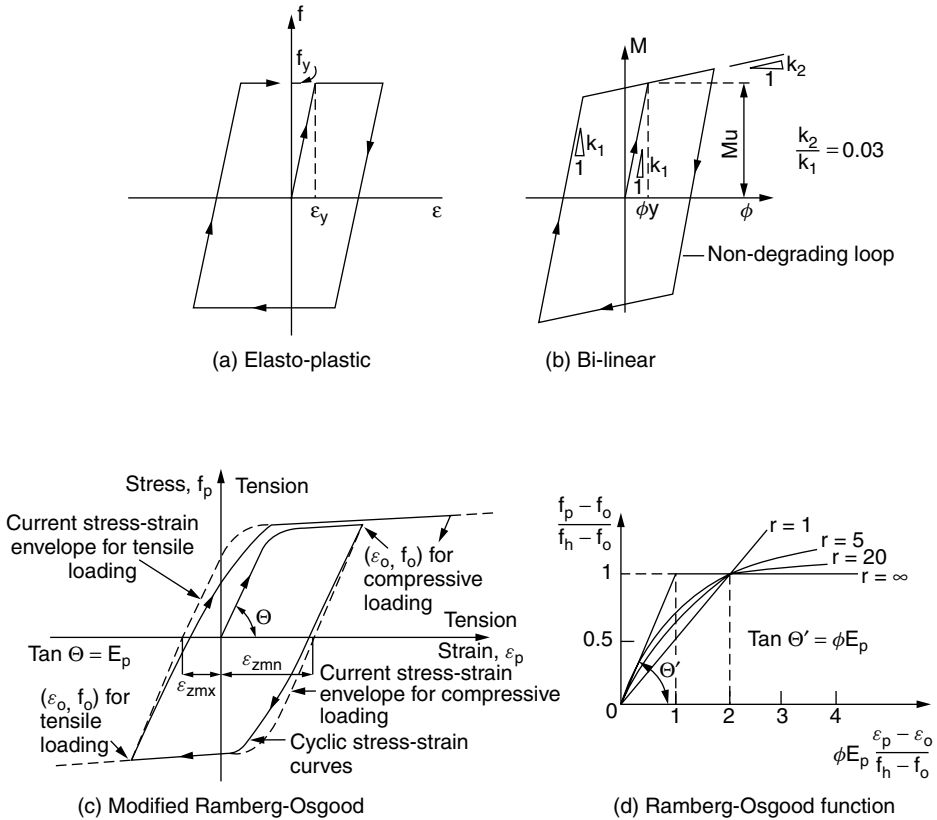 f
f_y
ε_y
ε
(a) Elasto-plastic
M
k_2
1
k_1
1
k_1
1
Mu
k_2/k_1 = 0.03
ϕy
ϕ
Non-degrading loop
(b) Bi-linear
Stress, f_p
Tension
Current stress-strain
envelope for tensile
loading
(ε_o, f_o) for
compressive
loading
Θ
Tension
Strain, ε_p
Tan Θ = E_p
ε_zmx
ε_zmn
Current stress-strain
envelope for compressive
loading
(ε_o, f_o) for
tensile
loading
Cyclic stress-strain
curves
(c) Modified Ramberg-Osgood
f_p – f_o
f_h – f_o
r = 1
r = 5
r = 20
r = ∞
1
0.5
Tan Θ′ = ϕE_p
Θ′
0
1
2
3
4
ϕE_p (ε_p – ε_o)/(f_h – f_o)
(d) Ramberg-Osgood function